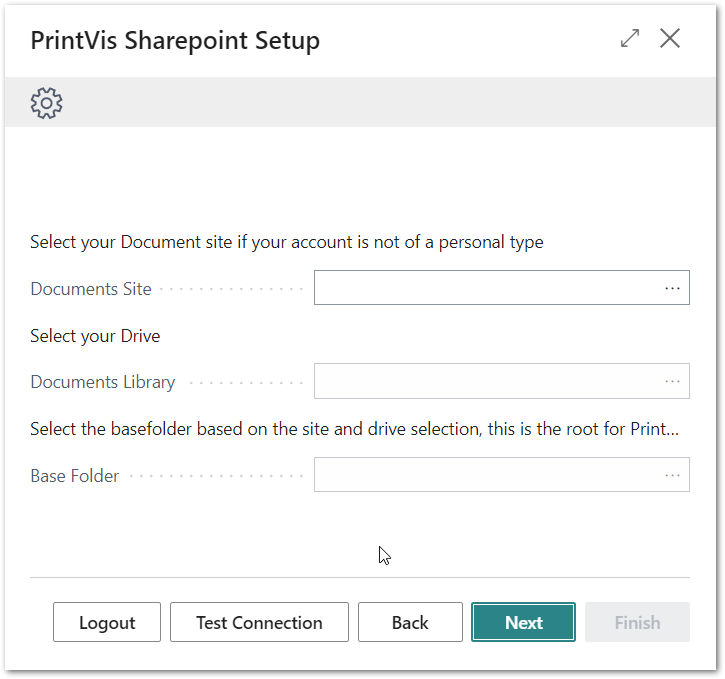 PrintVis Sharepoint Setup
Select your Document site if your account is not of a personal type
Documents Site
Select your Drive
Documents Library
Select the basefolder based on the site and drive selection, this is the root for Print...
Base Folder
Logout Test Connection Back Next Finish